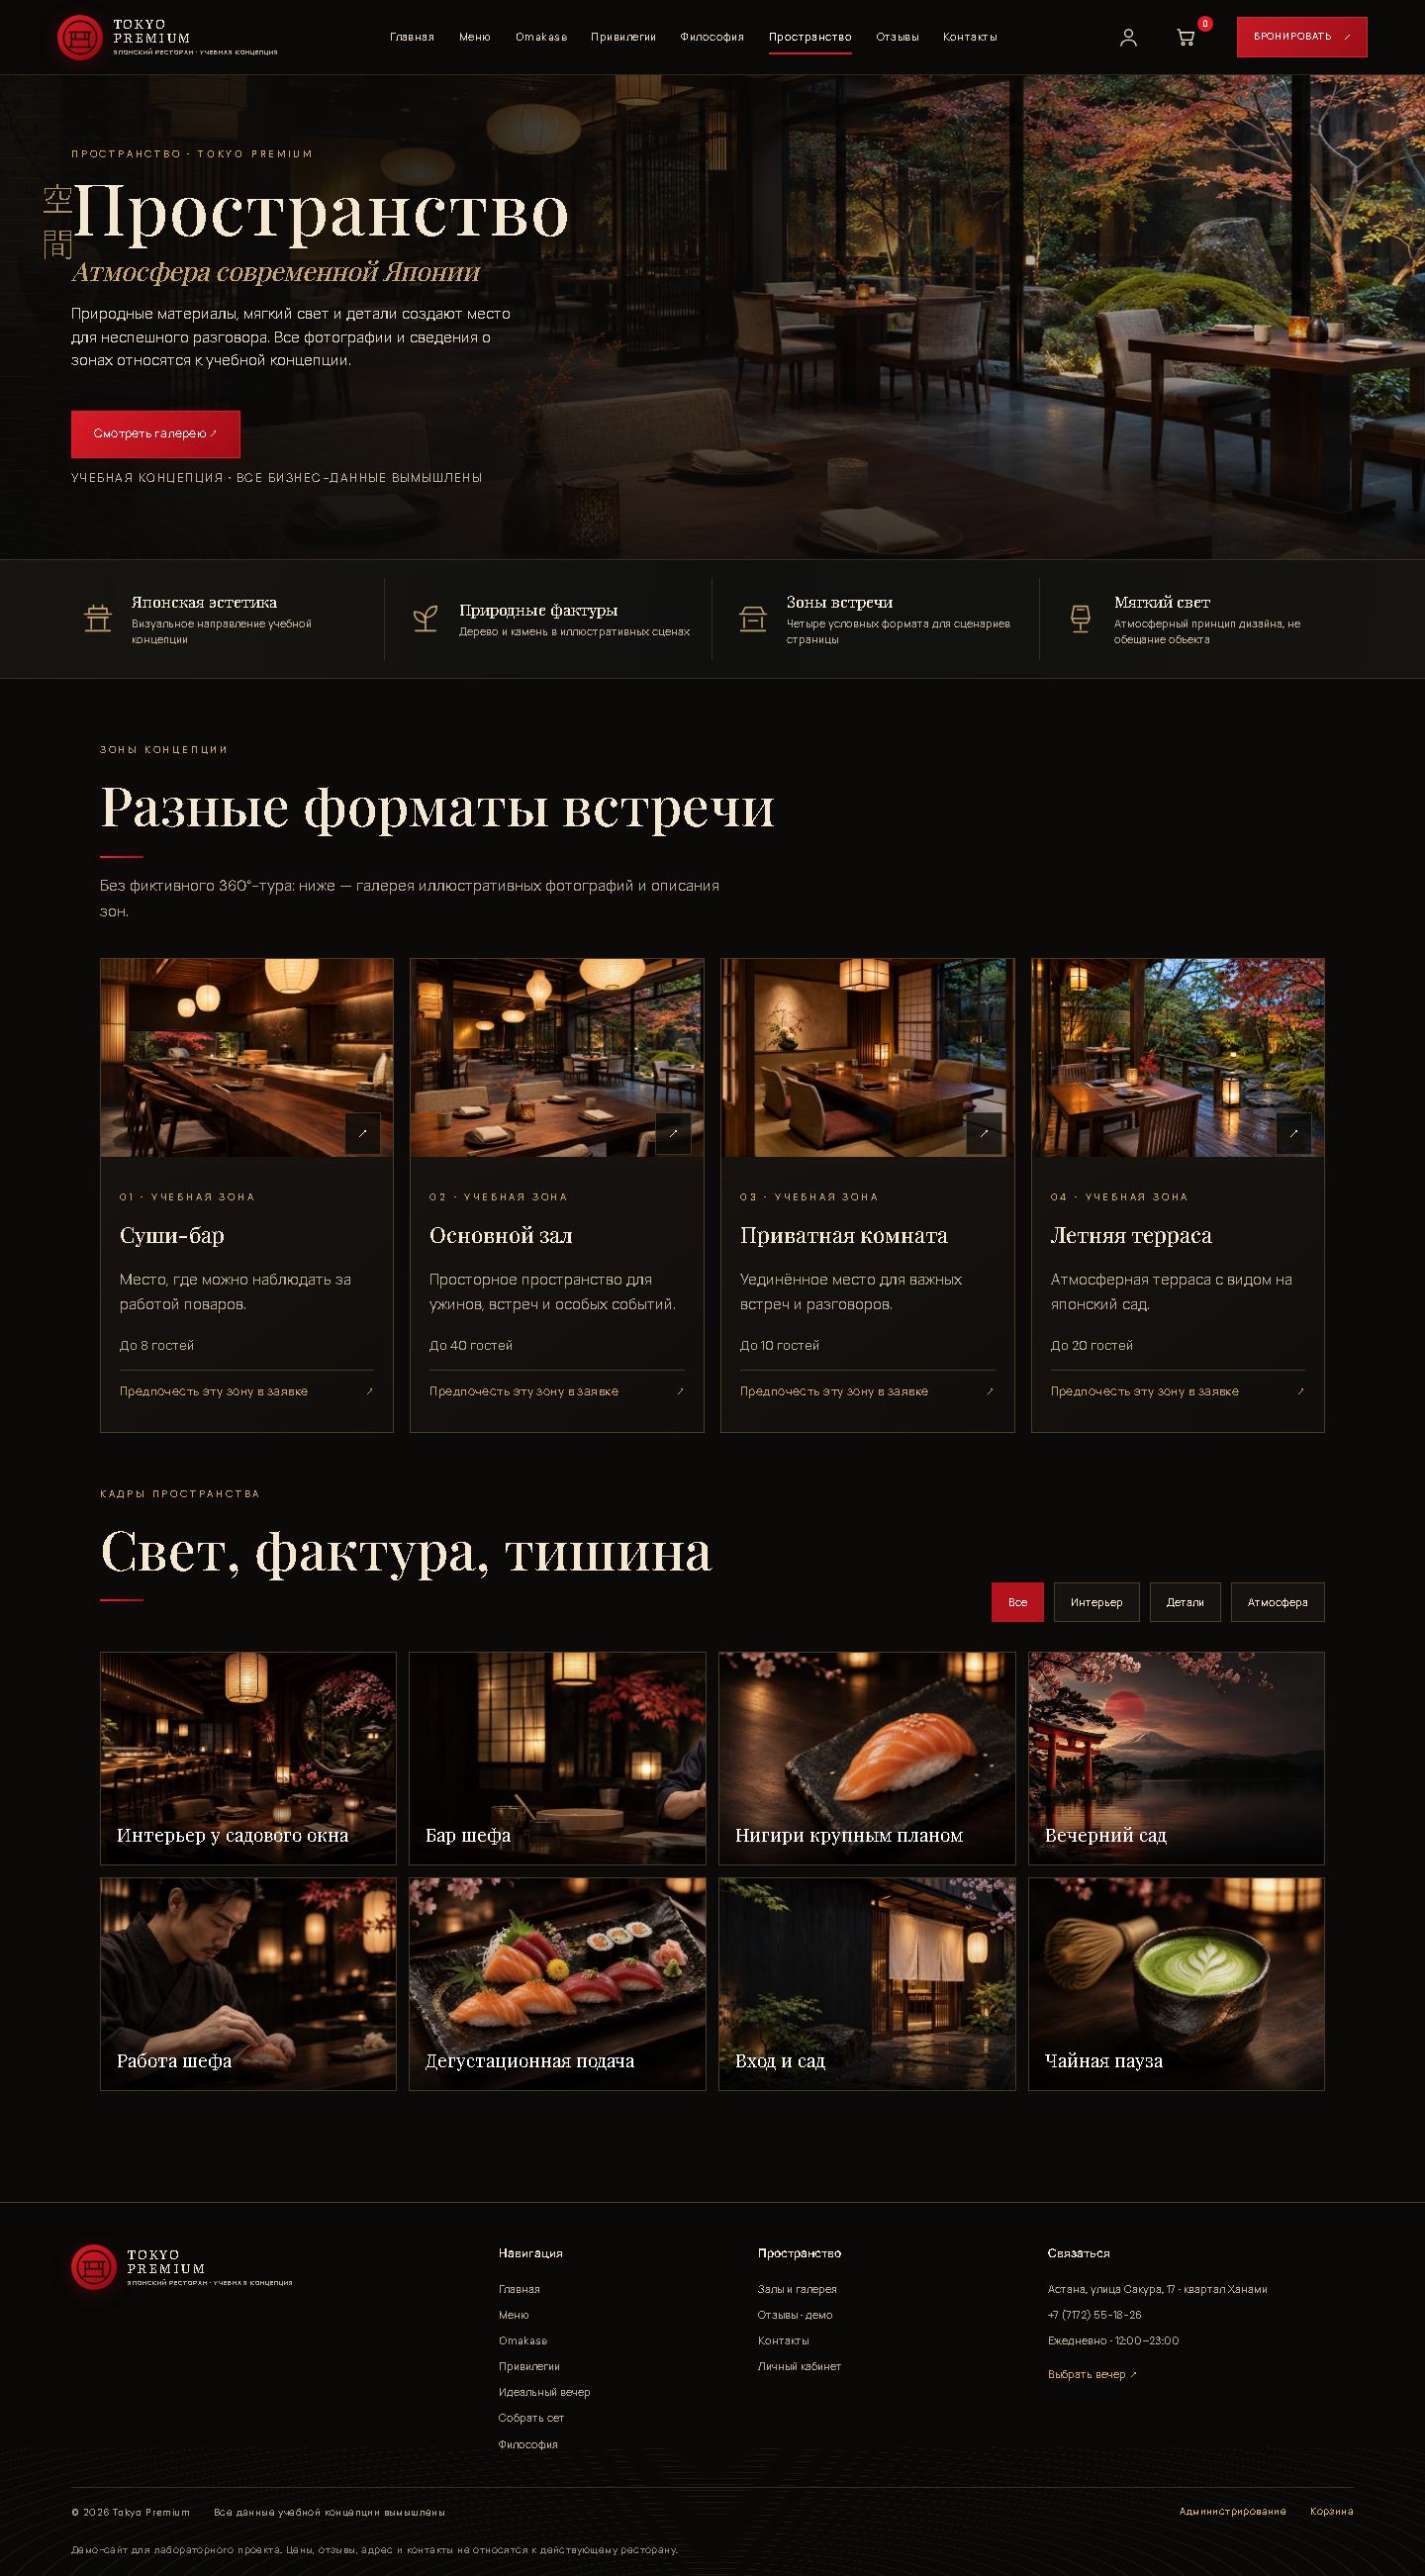 TOKYO
PREMIUM
ЯПОНСКИЙ РЕСТОРАН · УЧЕБНАЯ КОНЦЕПЦИЯ
Главная Меню Omakase Привилегии Философия Пространство Отзывы Контакты
0
БРОНИРОВАТЬ ↗
ПРОСТРАНСТВО · TOKYO PREMIUM
空間
Пространство
Атмосфера современной Японии
Природные материалы, мягкий свет и детали создают место
для неспешного разговора. Все фотографии и сведения о
зонах относятся к учебной концепции.
Смотреть галерею ↗
УЧЕБНАЯ КОНЦЕПЦИЯ · ВСЕ БИЗНЕС-ДАННЫЕ ВЫМЫШЛЕНЫ
Японская эстетика
Визуальное направление учебной
концепции
Природные фактуры
Дерево и камень в иллюстративных сценах
Зоны встречи
Четыре условных формата для сценариев
страницы
Мягкий свет
Атмосферный принцип дизайна, не
обещание объекта
ЗОНЫ КОНЦЕПЦИИ
Разные форматы встречи
Без фиктивного 360°-тура: ниже — галерея иллюстративных фотографий и описания
зон.
↗ ↗ ↗ ↗
01 · УЧЕБНАЯ ЗОНА
Суши-бар
Место, где можно наблюдать за
работой поваров.
До 8 гостей
Предпочесть эту зону в заявке ↗
02 · УЧЕБНАЯ ЗОНА
Основной зал
Просторное пространство для
ужинов, встреч и особых событий.
До 40 гостей
Предпочесть эту зону в заявке ↗
03 · УЧЕБНАЯ ЗОНА
Приватная комната
Уединённое место для важных
встреч и разговоров.
До 10 гостей
Предпочесть эту зону в заявке ↗
04 · УЧЕБНАЯ ЗОНА
Летняя терраса
Атмосферная терраса с видом на
японский сад.
До 20 гостей
Предпочесть эту зону в заявке ↗
КАДРЫ ПРОСТРАНСТВА
Свет, фактура, тишина
Все Интерьер Детали Атмосфера
Интерьер у садового окна
Бар шефа
Нигири крупным планом
Вечерний сад
Работа шефа
Дегустационная подача
Вход и сад
Чайная пауза
TOKYO
PREMIUM
ЯПОНСКИЙ РЕСТОРАН · УЧЕБНАЯ КОНЦЕПЦИЯ
Навигация
Главная
Меню
Omakase
Привилегии
Идеальный вечер
Собрать сет
Философия
Пространство
Залы и галерея
Отзывы · демо
Контакты
Личный кабинет
Связаться
Астана, улица Сакура, 17 · квартал Ханами
+7 (7172) 55-18-26
Ежедневно · 12:00–23:00
Выбрать вечер ↗
© 2026 Tokyo Premium Все данные учебной концепции вымышлены
Администрирование Корзина
Демо-сайт для лабораторного проекта. Цены, отзывы, адрес и контакты не относятся к действующему ресторану.